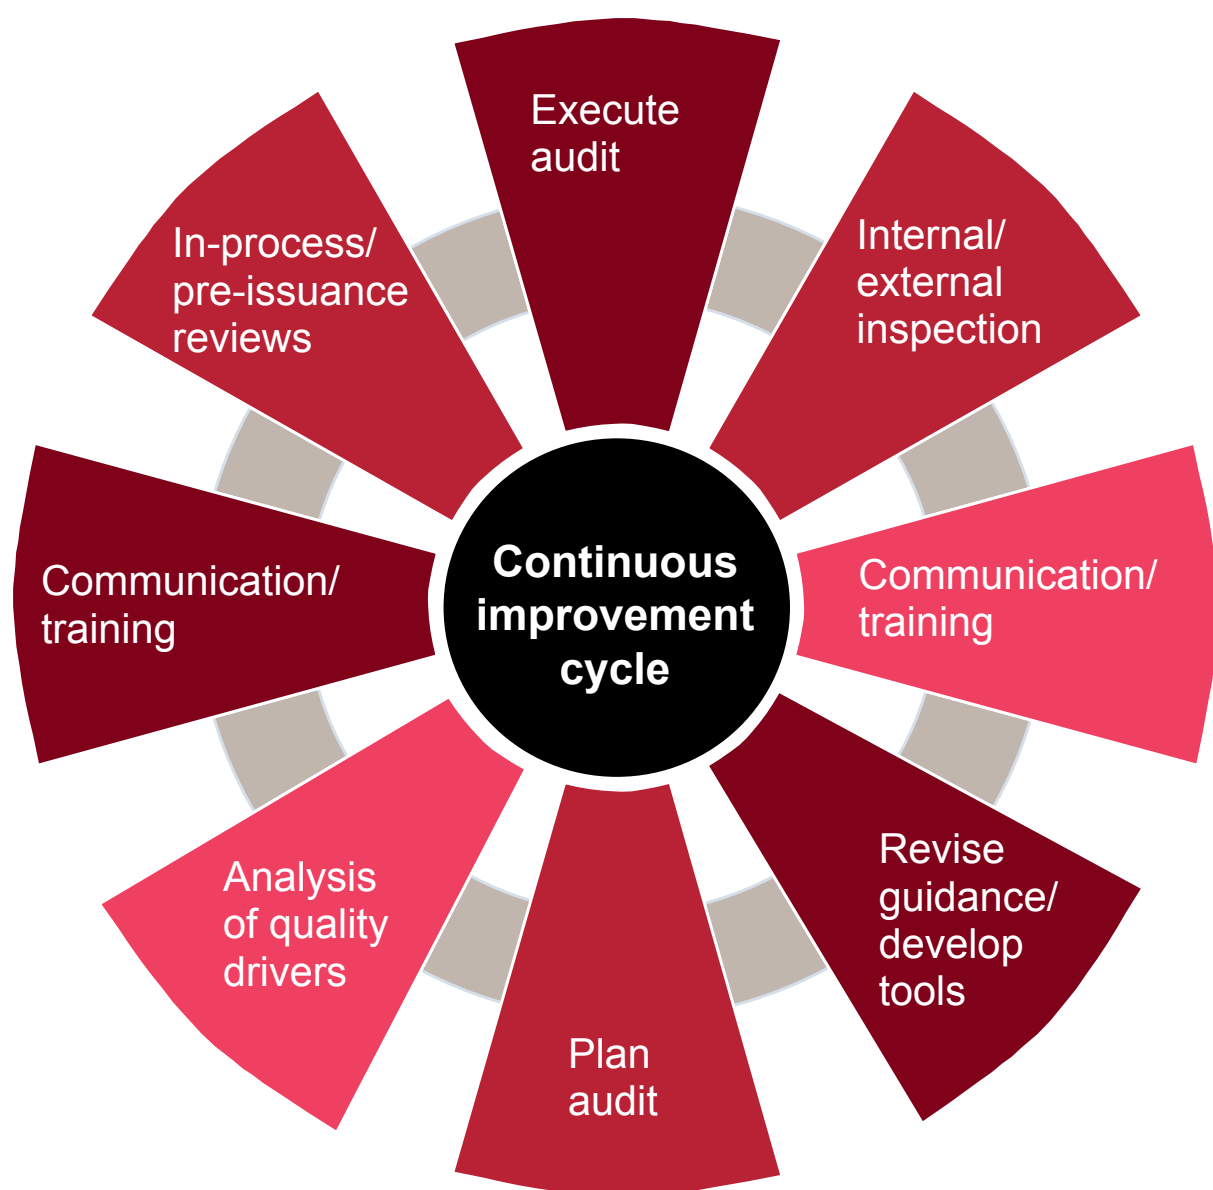 Execute
audit
Internal/
external
inspection
Communication/
training
Revise
guidance/
develop
tools
Plan
audit
Analysis
of quality
drivers
Communication/
training
In-process/
pre-issuance
reviews
Continuous
improvement
cycle